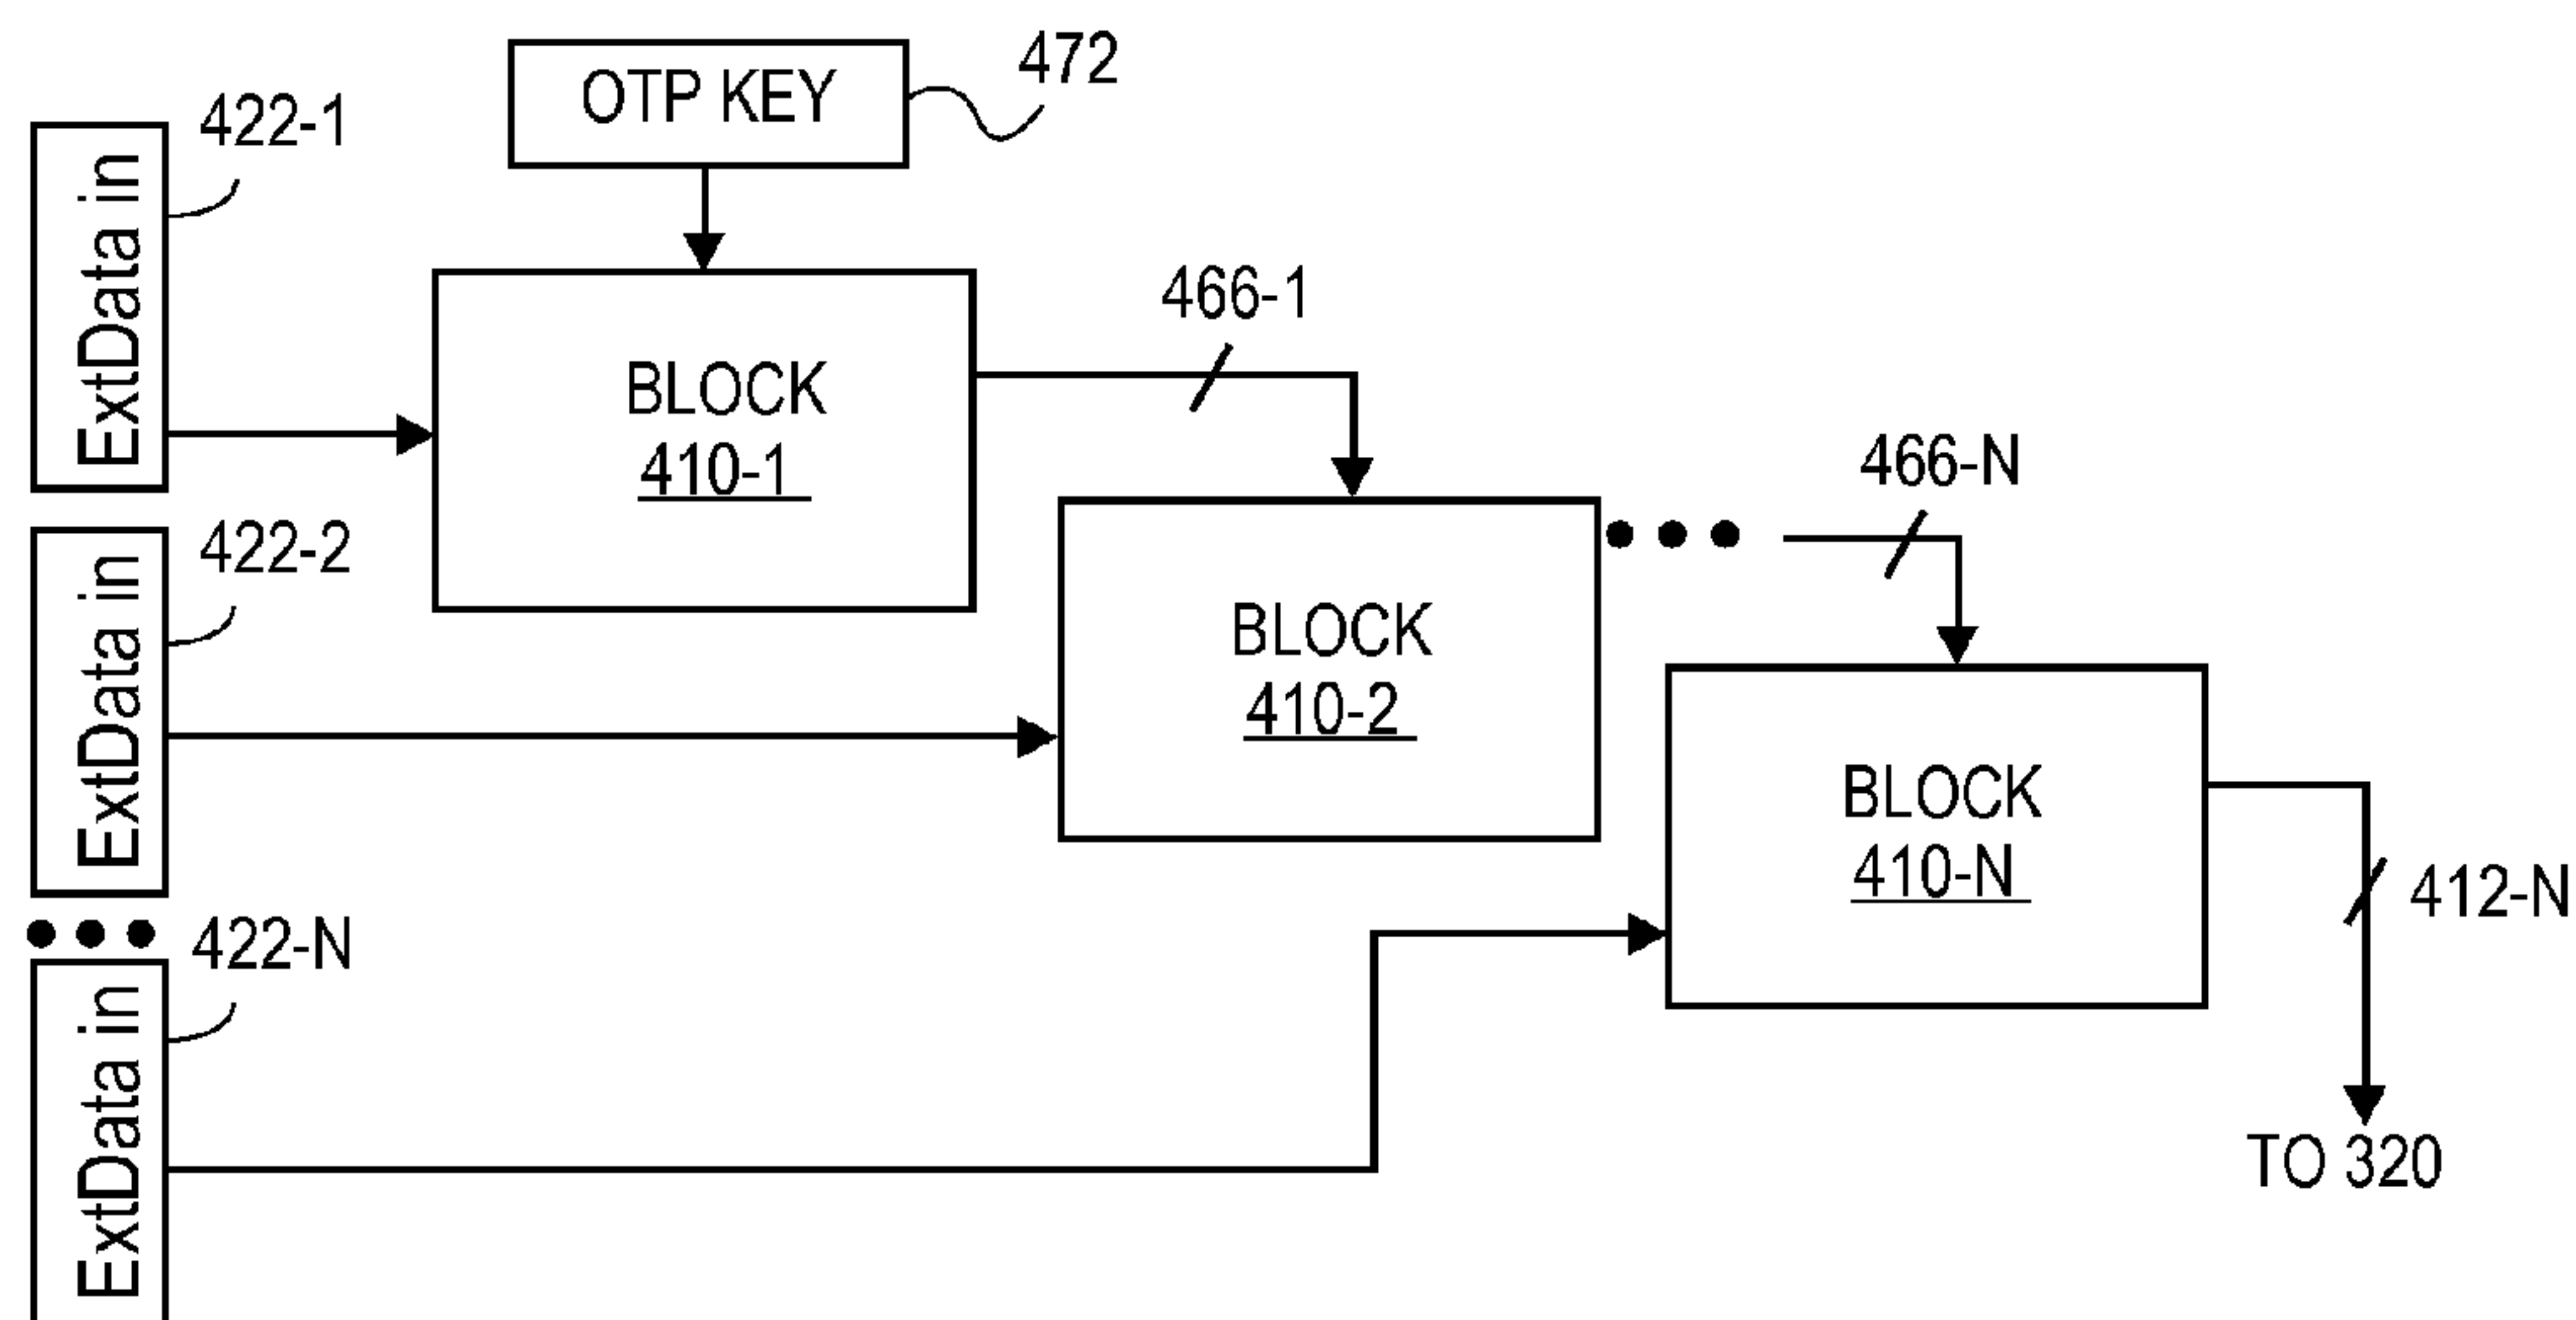 OTP KEY
472
422-1
ExtData in
466-1
BLOCK
410-1
466-N
422-2
ExtData in
BLOCK
410-2
BLOCK
410-N
412-N
422-N
ExtData in
TO 320